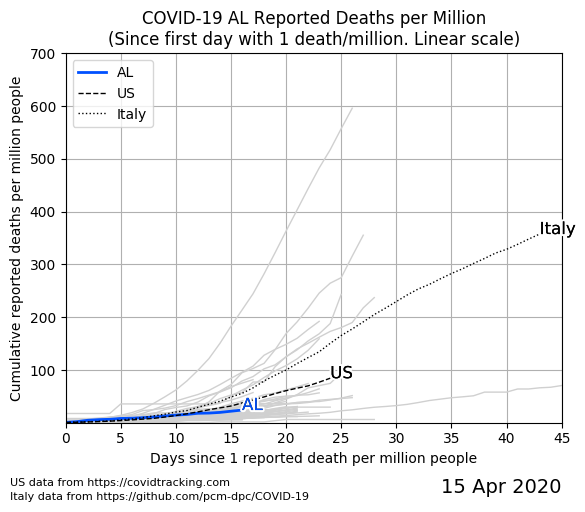 COVID-19 AL Reported Deaths per Million
(Since first day with 1 death/million. Linear scale)
700
600
500
400
300
200
100
Cumulative reported deaths per million people
AL
US
Italy
Italy
US
AL
0 5 10 15 20 25 30 35 40 45
Days since 1 reported death per million people
US data from https://covidtracking.com
Italy data from https://github.com/pcm-dpc/COVID-19
15 Apr 2020